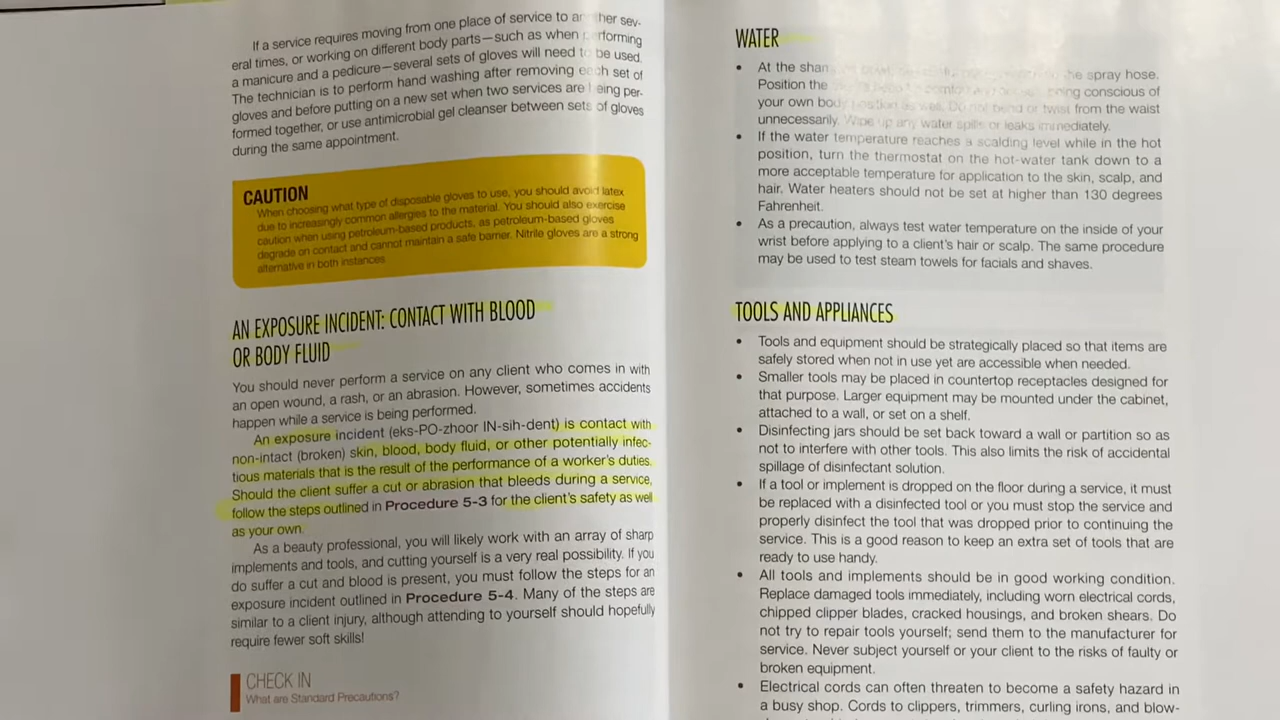 If a service requires moving from one place of service to another sev-
eral times, or working on different body parts—such as when performing
a manicure and a pedicure—several sets of gloves will need to be used.
The technician is to perform hand washing after removing each set of
gloves and before putting on a new set when two services are being per-
formed together, or use antimicrobial gel cleanser between sets of gloves
during the same appointment.
CAUTION
When choosing what type of disposable gloves to use, you should avoid latex
due to increasingly common allergies to the material. You should also exercise
caution when using petroleum-based products, as petroleum-based gloves
degrade on contact and cannot maintain a safe barrier. Nitrile gloves are a strong
alternative in both instances
AN EXPOSURE INCIDENT: CONTACT WITH BLOOD
OR BODY FLUID
You should never perform a service on any client who comes in with
an open wound, a rash, or an abrasion. However, sometimes accidents
happen while a service is being performed.
An exposure incident (eks-PO-zhoor IN-sih-dent) is contact with
non-intact (broken) skin, blood, body fluid, or other potentially infec-
tious materials that is the result of the performance of a worker's duties.
Should the client suffer a cut or abrasion that bleeds during a service,
follow the steps outlined in Procedure 5-3 for the client's safety as well
as your own.
As a beauty professional, you will likely work with an array of sharp
implements and tools, and cutting yourself is a very real possibility. If you
do suffer a cut and blood is present, you must follow the steps for an
exposure incident outlined in Procedure 5-4. Many of the steps are
similar to a client injury, although attending to yourself should hopefully
require fewer soft skills!
CHECK IN
What are Standard Precautions?
WATER
• At the the spray hose.
Position the being conscious of
your own body Do not bend or twist from the waist
unnecessarily. Wipe up any water spills or leaks immediately.
• If the water temperature reaches a scalding level while in the hot
position, turn the thermostat on the hot-water tank down to a
more acceptable temperature for application to the skin, scalp, and
hair. Water heaters should not be set at higher than 130 degrees
Fahrenheit.
• As a precaution, always test water temperature on the inside of your
wrist before applying to a client's hair or scalp. The same procedure
may be used to test steam towels for facials and shaves.
TOOLS AND APPLIANCES
• Tools and equipment should be strategically placed so that items are
safely stored when not in use yet are accessible when needed.
• Smaller tools may be placed in countertop receptacles designed for
that purpose. Larger equipment may be mounted under the cabinet,
attached to a wall, or set on a shelf.
• Disinfecting jars should be set back toward a wall or partition so as
not to interfere with other tools. This also limits the risk of accidental
spillage of disinfectant solution.
• If a tool or implement is dropped on the floor during a service, it must
be replaced with a disinfected tool or you must stop the service and
properly disinfect the tool that was dropped prior to continuing the
service. This is a good reason to keep an extra set of tools that are
ready to use handy.
• All tools and implements should be in good working condition.
Replace damaged tools immediately, including worn electrical cords,
chipped clipper blades, cracked housings, and broken shears. Do
not try to repair tools yourself; send them to the manufacturer for
service. Never subject yourself or your client to the risks of faulty or
broken equipment.
• Electrical cords can often threaten to become a safety hazard in
a busy shop. Cords to clippers, trimmers, curling irons, and blow-